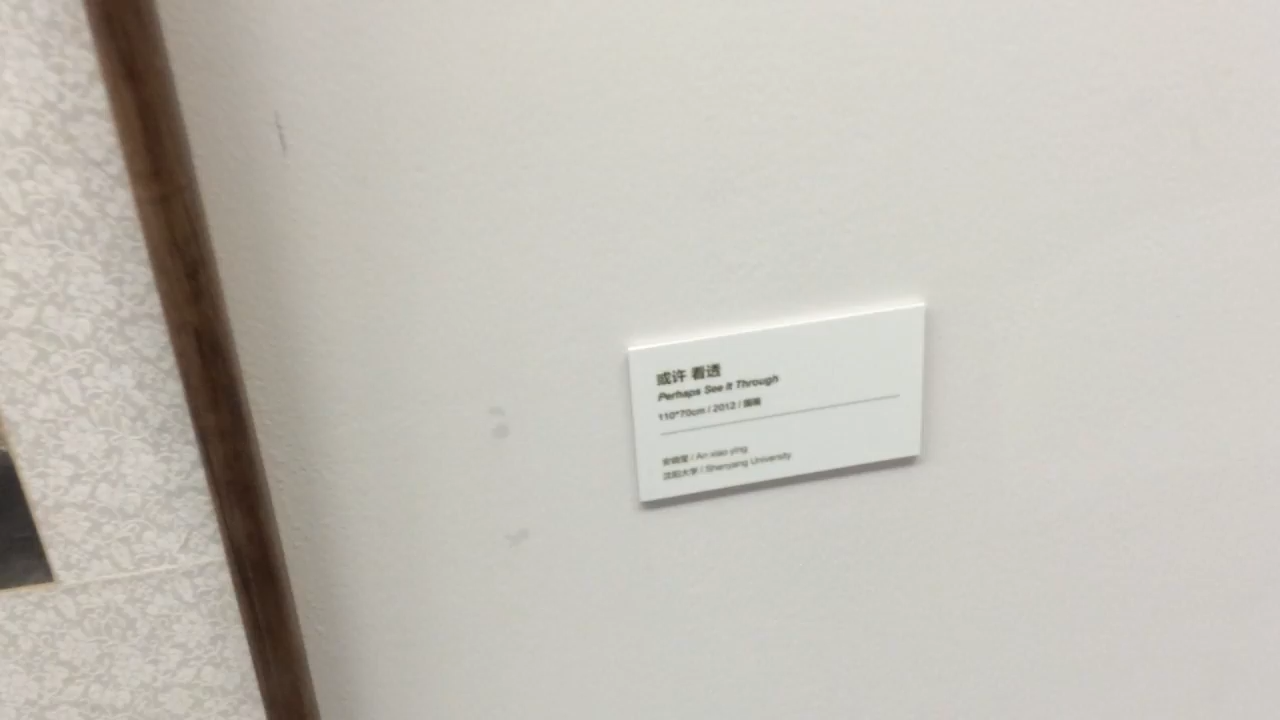 或许 看透
Perhaps See It Through
110*70cm / 2012 / 国画
安晓莹 / An xiao ying
沈阳大学 / Shenyang University